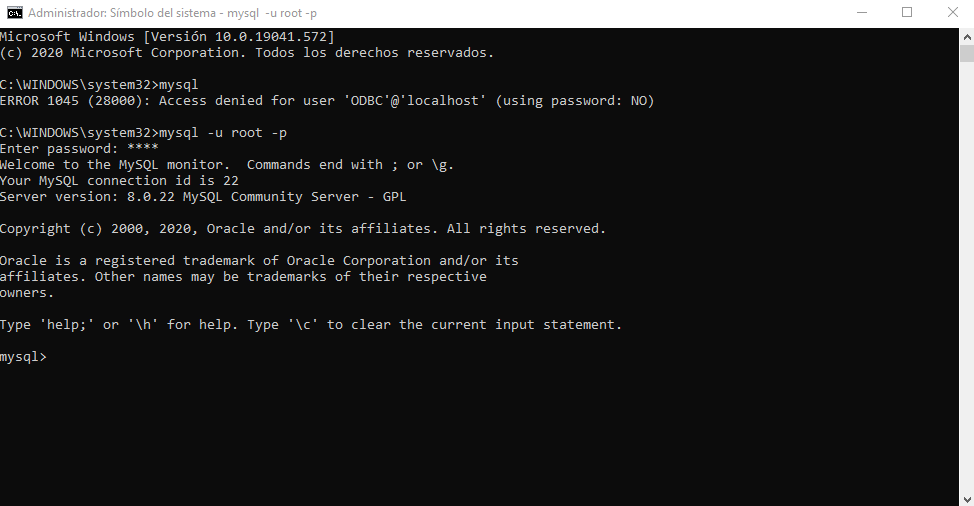 Administrador: Símbolo del sistema - mysql  -u root -p
Microsoft Windows [Versión 10.0.19041.572]
(c) 2020 Microsoft Corporation. Todos los derechos reservados.
C:\WINDOWS\system32>mysql
ERROR 1045 (28000): Access denied for user 'ODBC'@'localhost' (using password: NO)
C:\WINDOWS\system32>mysql -u root -p
Enter password: ****
Welcome to the MySQL monitor.  Commands end with ; or \g.
Your MySQL connection id is 22
Server version: 8.0.22 MySQL Community Server - GPL
Copyright (c) 2000, 2020, Oracle and/or its affiliates. All rights reserved.
Oracle is a registered trademark of Oracle Corporation and/or its
affiliates. Other names may be trademarks of their respective
owners.
Type 'help;' or '\h' for help. Type '\c' to clear the current input statement.
mysql>